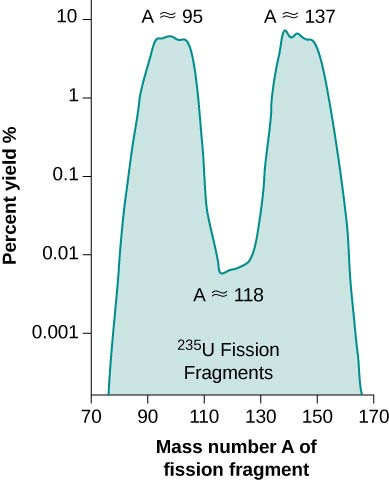 A ≈ 95
A ≈ 137
10
1
0.1
0.01
0.001
Percent yield %
A ≈ 118
²³⁵U Fission
Fragments
70 90 110 130 150 170
Mass number A of
fission fragment